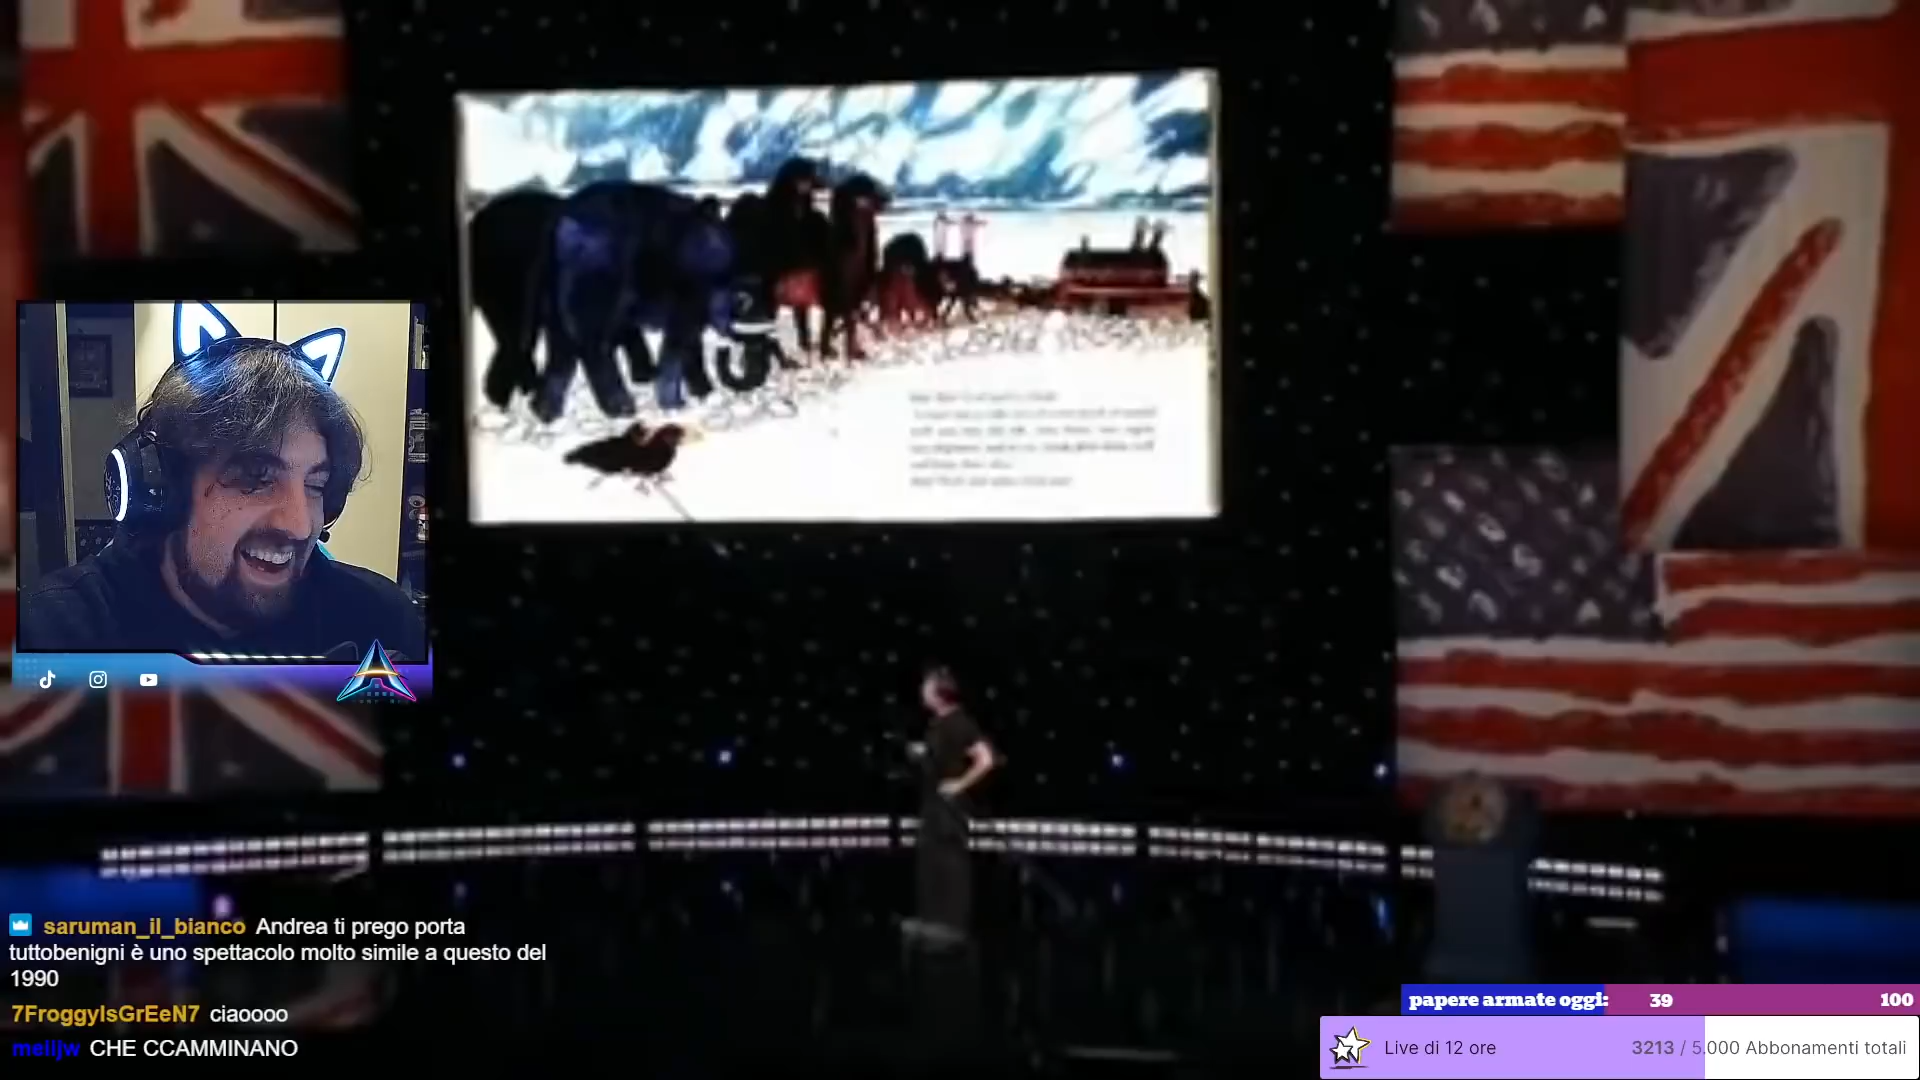 saruman_il_bianco Andrea ti prego porta
tuttobenigni è uno spettacolo molto simile a questo del
1990
7FroggyIsGrEeN7 ciaoooo
melijw CHE CCAMMINANO
papere armate oggi: 39 100
Live di 12 ore 3213 / 5.000 Abbonamenti totali